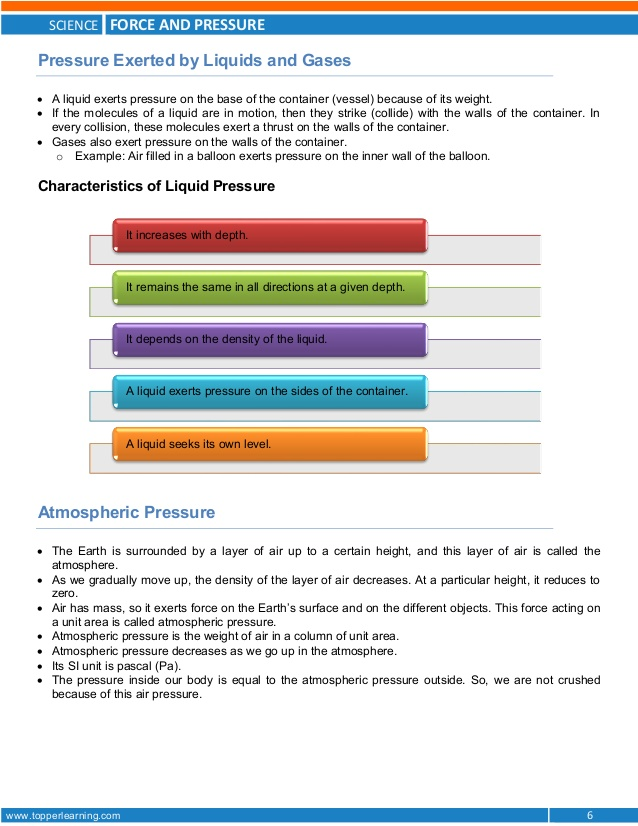 SCIENCE FORCE AND PRESSURE
Pressure Exerted by Liquids and Gases
• A liquid exerts pressure on the base of the container (vessel) because of its weight.
• If the molecules of a liquid are in motion, then they strike (collide) with the walls of the container. In
every collision, these molecules exert a thrust on the walls of the container.
• Gases also exert pressure on the walls of the container.
o Example: Air filled in a balloon exerts pressure on the inner wall of the balloon.
Characteristics of Liquid Pressure
It increases with depth.
It remains the same in all directions at a given depth.
It depends on the density of the liquid.
A liquid exerts pressure on the sides of the container.
A liquid seeks its own level.
Atmospheric Pressure
• The Earth is surrounded by a layer of air up to a certain height, and this layer of air is called the
atmosphere.
• As we gradually move up, the density of the layer of air decreases. At a particular height, it reduces to
zero.
• Air has mass, so it exerts force on the Earth's surface and on the different objects. This force acting on
a unit area is called atmospheric pressure.
• Atmospheric pressure is the weight of air in a column of unit area.
• Atmospheric pressure decreases as we go up in the atmosphere.
• Its SI unit is pascal (Pa).
• The pressure inside our body is equal to the atmospheric pressure outside. So, we are not crushed
because of this air pressure.
www.topperlearning.com 6